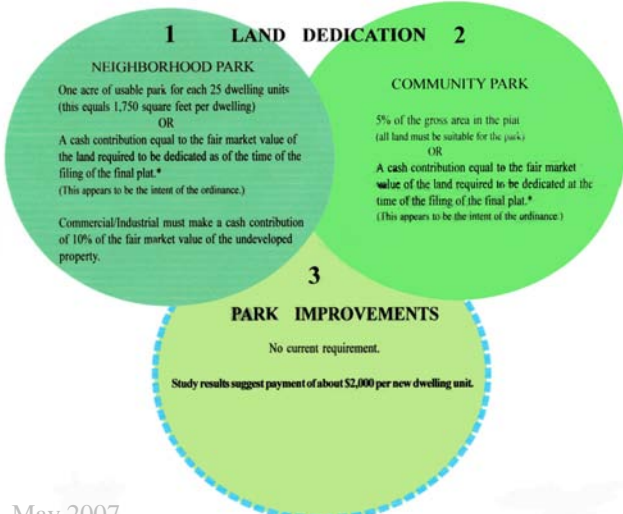 1 LAND DEDICATION 2
NEIGHBORHOOD PARK
One acre of usable park for each 25 dwelling units
(this equals 1,750 square feet per dwelling)
OR
A cash contribution equal to the fair market value of
the land required to be dedicated as of the time of the
filing of the final plat.*
(This appears to be the intent of the ordinance.)
Commercial/Industrial must make a cash contribution
of 10% of the fair market value of the undeveloped
property.
COMMUNITY PARK
5% of the gross area in the plat
(all land must be suitable for the park)
OR
A cash contribution equal to the fair market
value of the land required to be dedicated at the
time of the filing of the final plat.*
(This appears to be the intent of the ordinance.)
3
PARK IMPROVEMENTS
No current requirement.
Study results suggest payment of about $2,000 per new dwelling unit.
May 2007